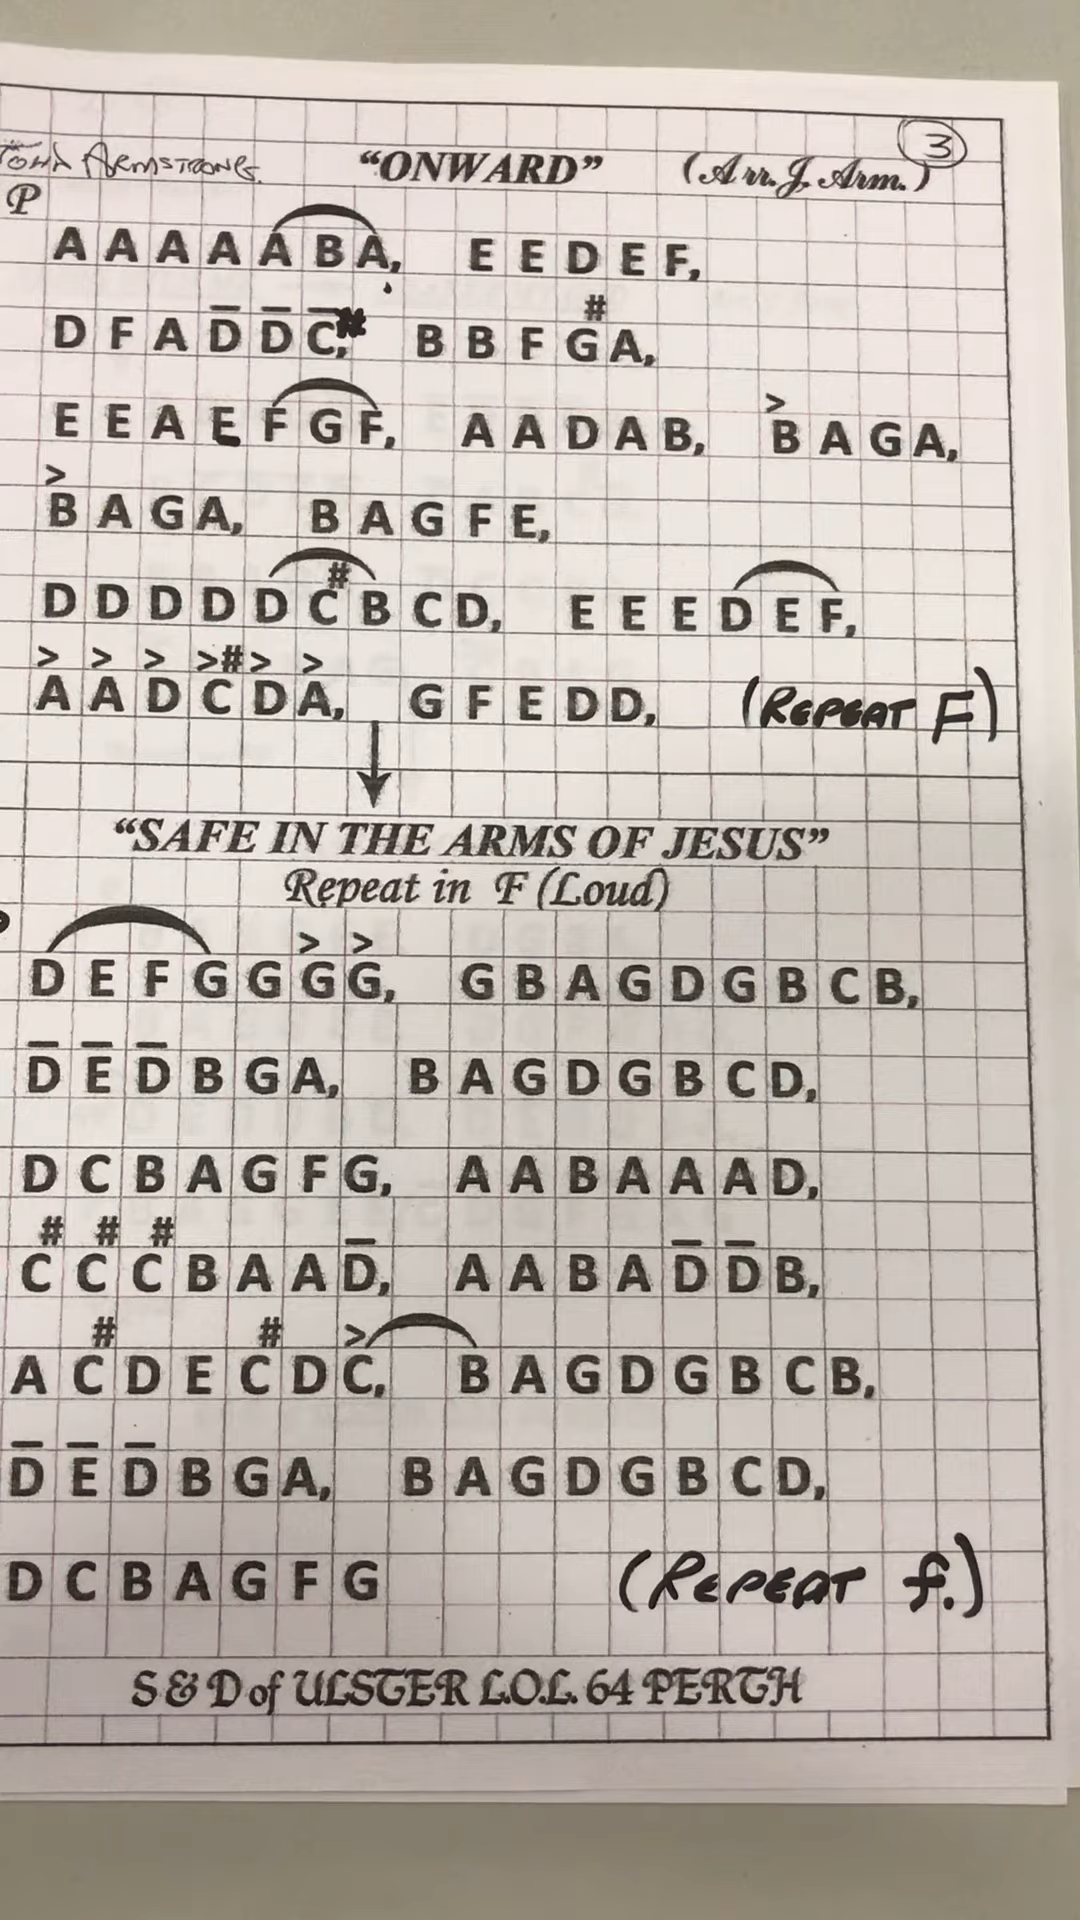 3
JOHN ARMSTRONG. “ONWARD” (Arr. J. Arm.)
P
A A A A A A B A, E E D E F,
D F A D̅ D̅ C̅#, B B F G# A,
E E A E F G F, A A D A B, > B A G A,
> B A G A, B A G F E,
D D D D D C# B C D, E E E D E F,
> > > ># > >
A A D C D A, G F E D D, (REPEAT F)
“SAFE IN THE ARMS OF JESUS”
Repeat in F (Loud)
> >
D E F G G G G, G B A G D G B C B,
D̅ E̅ D̅ B G A, B A G D G B C D,
D C B A G F G, A A B A A A D,
# # #
C C C B A A D̅, A A B A D̅ D̅ B,
# # >
A C D E C D C, B A G D G B C B,
D̅ E̅ D̅ B G A, B A G D G B C D,
D C B A G F G (REPEAT f.)
S & D of ULSTER L.O.L. 64 PERTH